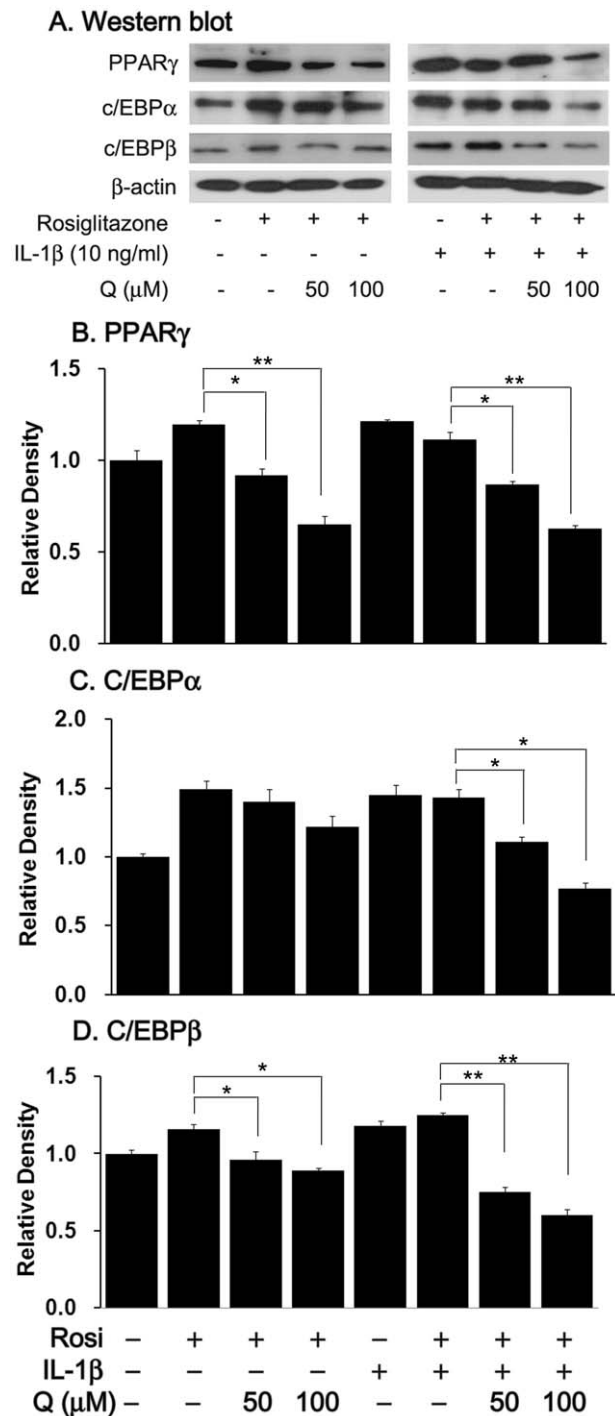 A. Western blot
PPARγ
c/EBPα
c/EBPβ
β-actin
Rosiglitazone - + + + - + + +
IL-1β (10 ng/ml) - - - - + + + +
Q (μM) - - 50 100 - - 50 100
B. PPARγ
Relative Density
1.5
1.0
0.5
0.0
* ** * **
C. C/EBPα
Relative Density
2.0
1.5
1.0
0.5
0.0
* *
D. C/EBPβ
Relative Density
1.5
1.0
0.5
0.0
* * ** **
Rosi – + + + – + + +
IL-1β – – – – + + + +
Q (μM) – – 50 100 – – 50 100